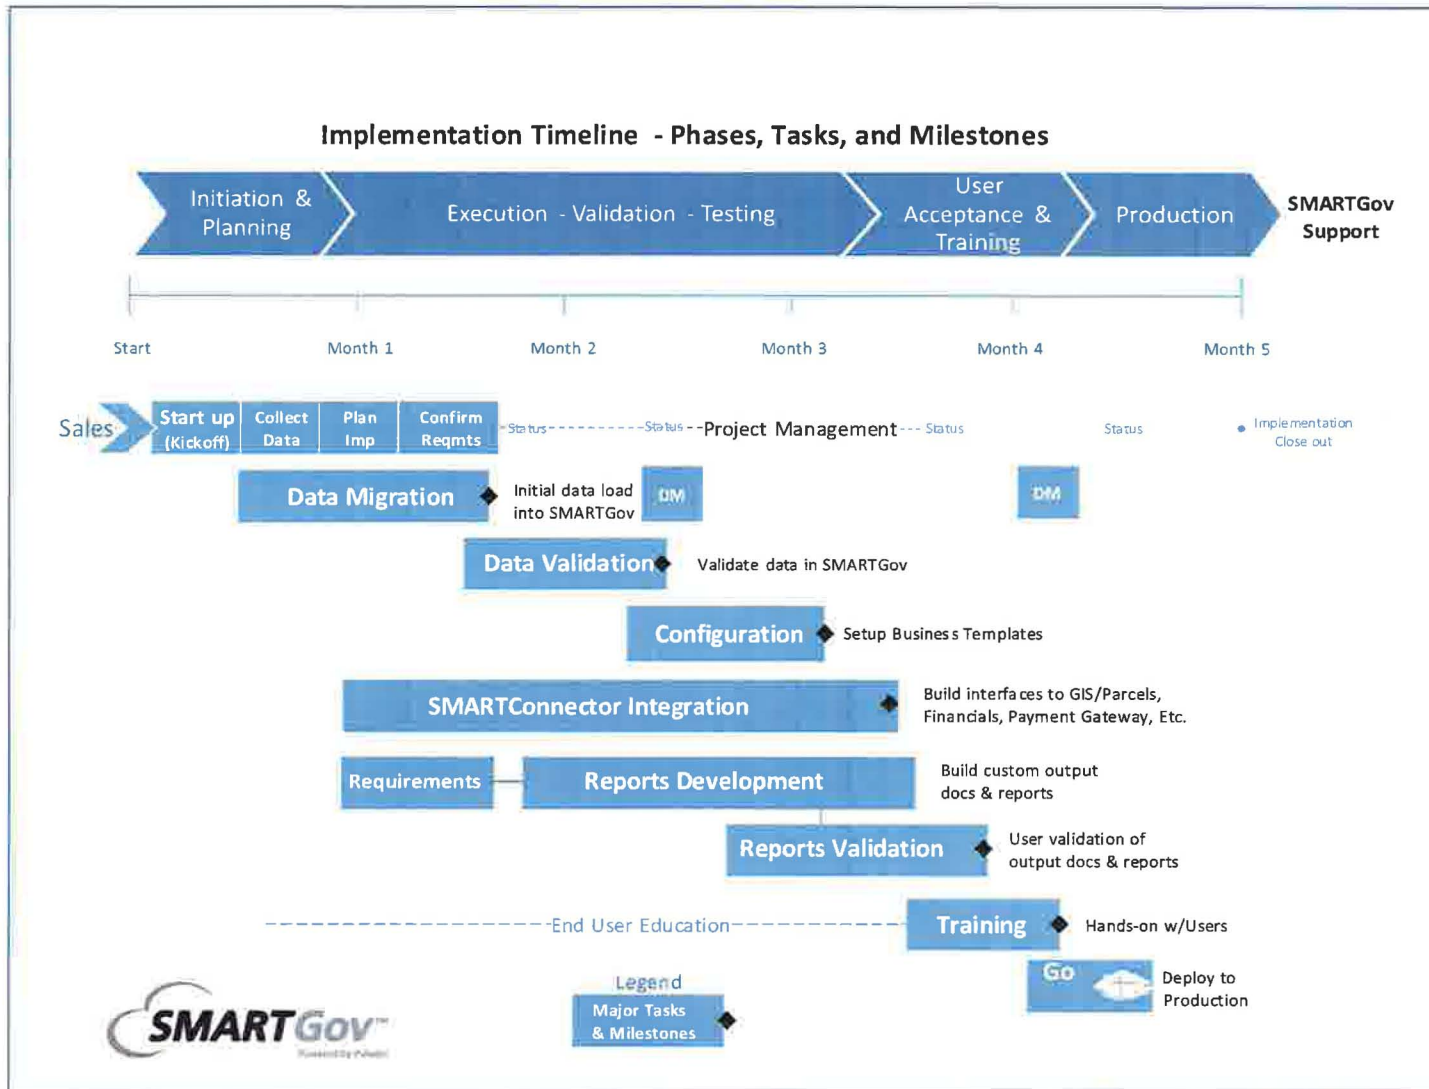 Implementation Timeline - Phases, Tasks, and Milestones
Initiation &
Planning
Execution - Validation - Testing
User
Acceptance &
Training
Production
SMARTGov
Support
Start
Month 1
Month 2
Month 3
Month 4
Month 5
Sales
Start up
(Kickoff)
Collect
Data
Plan
Imp
Confirm
Reqmts
Status
Status
Project Management
Status
Status
Implementation
Close out
Data Migration
Initial data load
into SMARTGov
DM
DM
Data Validation
Validate data in SMARTGov
Configuration
Setup Business Templates
SMARTConnector Integration
Build interfaces to GIS/Parcels,
Financials, Payment Gateway, Etc.
Requirements
Reports Development
Build custom output
docs & reports
Reports Validation
User validation of
output docs & reports
End User Education
Training
Hands-on w/Users
Go
Deploy to
Production
Legend
Major Tasks
& Milestones
SMARTGov™